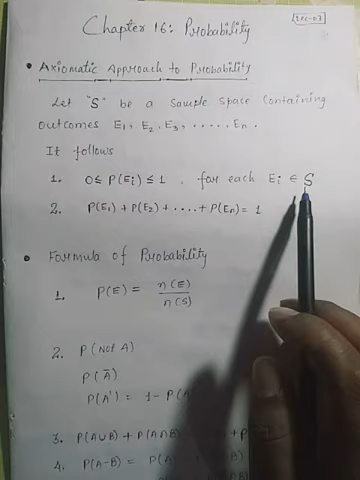 Chapter 16: Probability
LEC-03
• Axiomatic Approach to Probability
Let "S" be a sample space containing
outcomes E₁, E₂, E₃, ....., Eₙ.
It follows
1. 0 ≤ P(Eᵢ) ≤ 1 , for each Eᵢ ∈ S
2. P(E₁) + P(E₂) + ..... + P(Eₙ) = 1
• Formula of Probability
1. P(E) = n(E) / n(S)
2. P(Not A)
P(A̅)
P(A') = 1 - P(A
3. P(A∪B) + P(A∩B)
4. P(A-B) =